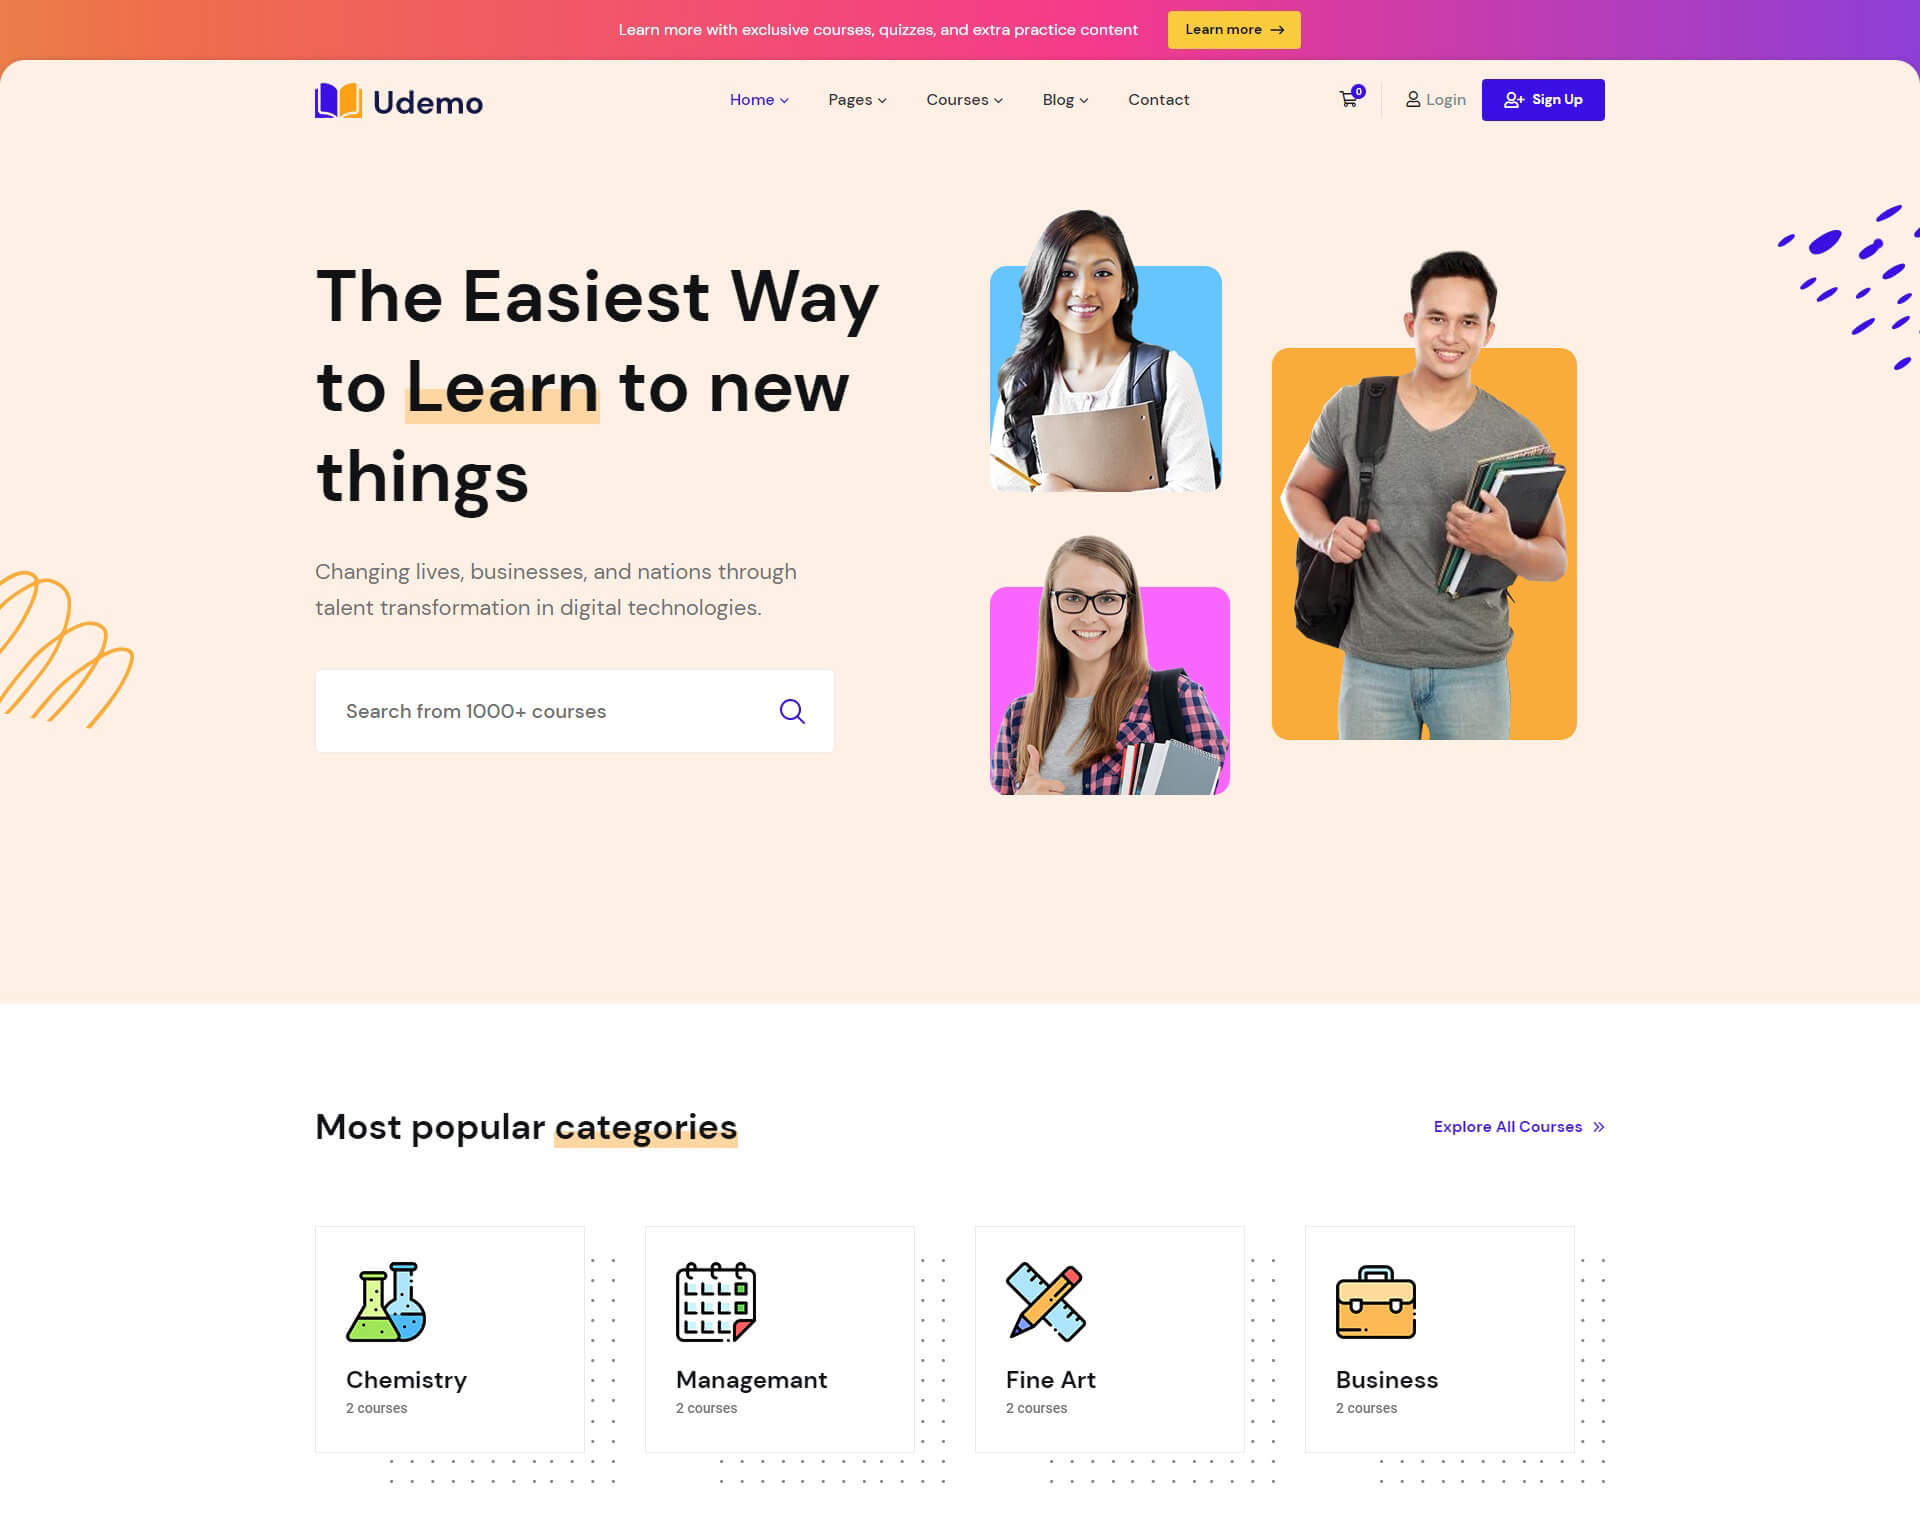 Learn more with exclusive courses, quizzes, and extra practice content
Learn more
Udemo
Home
Pages
Courses
Blog
Contact
0
Login
Sign Up
The Easiest Way
to Learn to new
things
Changing lives, businesses, and nations through
talent transformation in digital technologies.
Search from 1000+ courses
Most popular categories
Explore All Courses
Chemistry
2 courses
Managemant
2 courses
Fine Art
2 courses
Business
2 courses